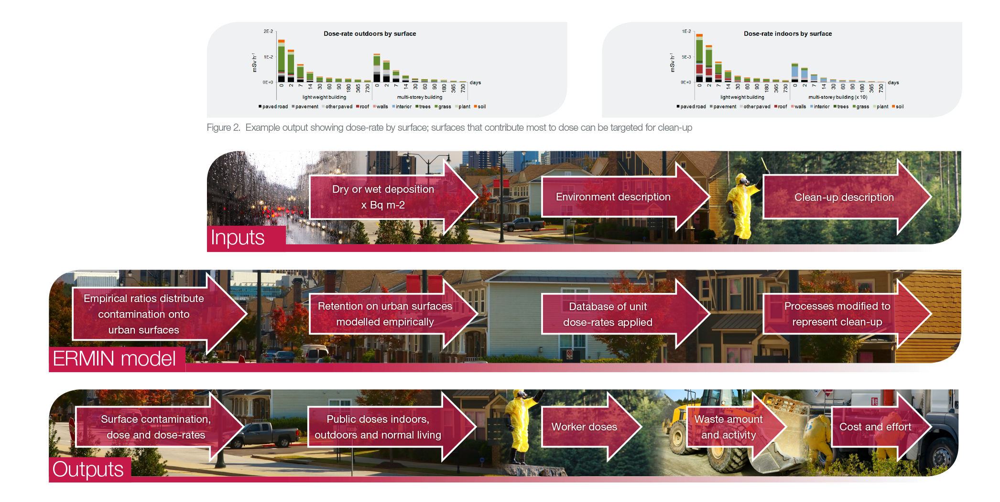 Dose-rate outdoors by surface
2E-2
1E-2
0E+0
mSv h-1
0 2 7 14 30 60 90 180 365 730 0 2 7 14 30 60 90 180 365 730 days
light weight building multi-storey building
paved road pavement other paved roof walls interior trees grass plant soil
Dose-rate indoors by surface
1E-2
5E-3
0E+0
mSv h-1
0 2 7 14 30 60 90 180 365 730 0 2 7 14 30 60 90 180 365 730 days
light weight building multi-storey building (x 10)
paved road pavement other paved roof walls interior trees grass plant soil
Figure 2. Example output showing dose-rate by surface; surfaces that contribute most to dose can be targeted for clean-up
Dry or wet deposition
x Bq m-2
Environment description
Clean-up description
Inputs
Empirical ratios distribute
contamination onto
urban surfaces
Retention on urban surfaces
modelled empirically
Database of unit
dose-rates applied
Processes modified to
represent clean-up
ERMIN model
Surface contamination,
dose and dose-rates
Public doses indoors,
outdoors and normal living
Worker doses
Waste amount
and activity
Cost and effort
Outputs